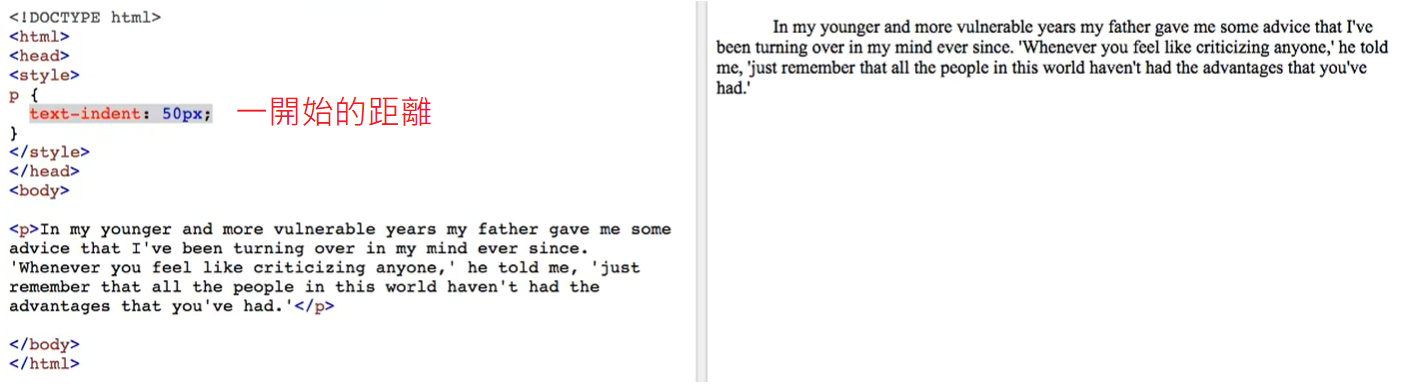 <!DOCTYPE html>
<html>
<head>
<style>
p {
  text-indent: 50px; 一開始的距離
}
</style>
</head>
<body>

<p>In my younger and more vulnerable years my father gave me some
advice that I've been turning over in my mind ever since.
'Whenever you feel like criticizing anyone,' he told me, 'just
remember that all the people in this world haven't had the
advantages that you've had.'</p>

</body>
</html>

In my younger and more vulnerable years my father gave me some advice that I've
been turning over in my mind ever since. 'Whenever you feel like criticizing anyone,' he told
me, 'just remember that all the people in this world haven't had the advantages that you've
had.'